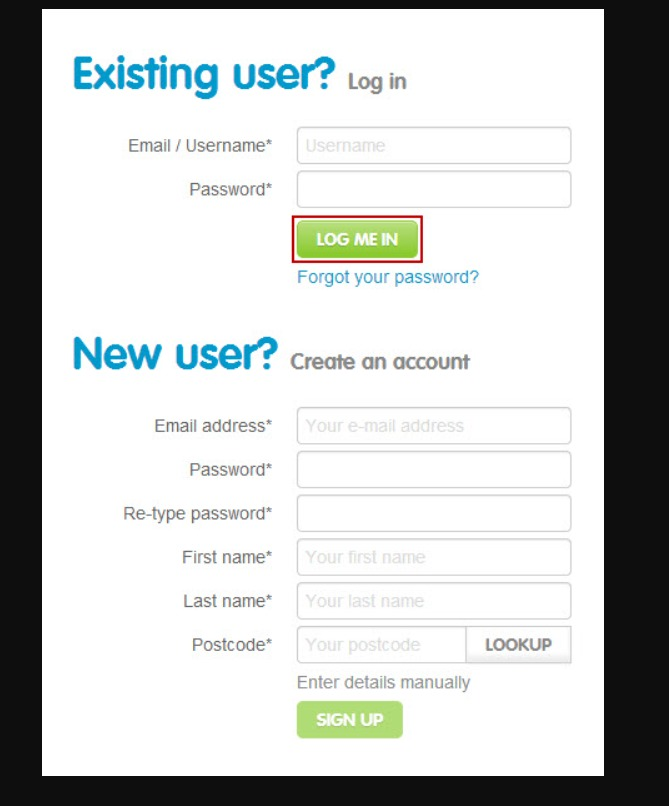 Existing user? Log in
Email / Username* Username
Password*
LOG ME IN
Forgot your password?
New user? Create an account
Email address* Your e-mail address
Password*
Re-type password*
First name* Your first name
Last name* Your last name
Postcode* Your postcode LOOKUP
Enter details manually
SIGN UP